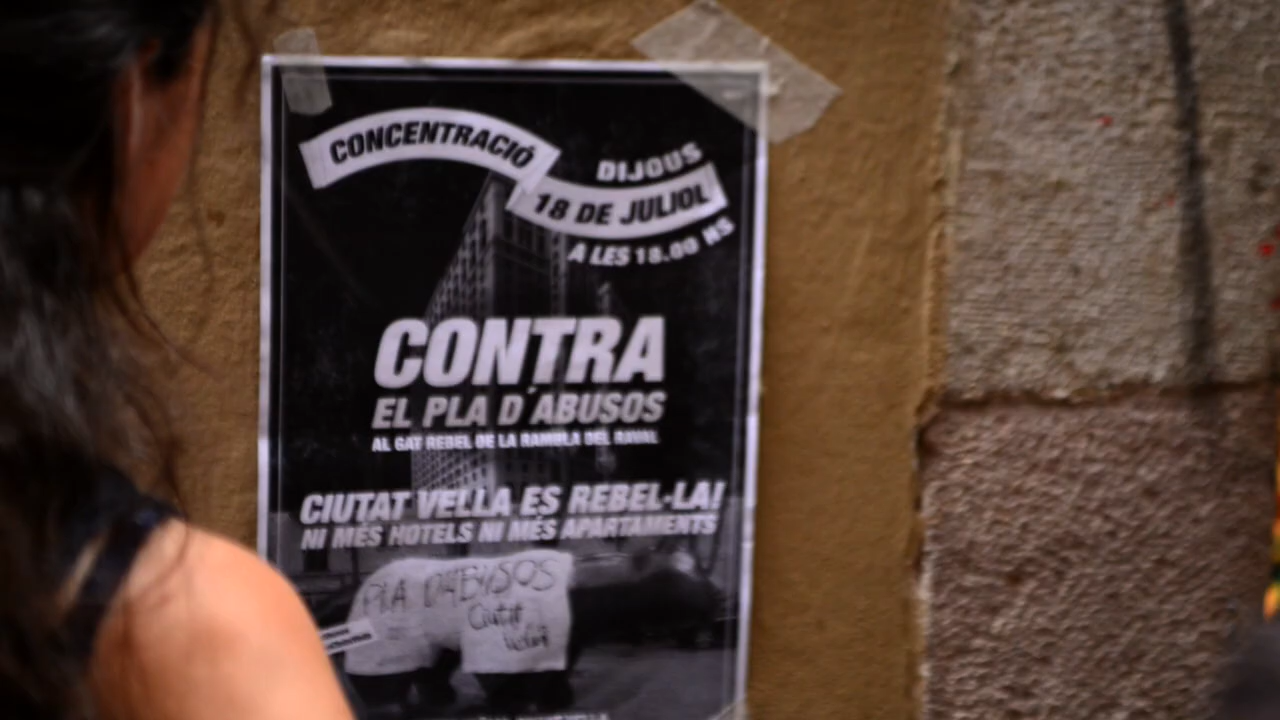 CONCENTRACIÓ
DIJOUS
18 DE JULIOL
A LES 18.00 HS
CONTRA
EL PLA D´ABUSOS
AL GAT REBEL DE LA RAMBLA DEL RAVAL
CIUTAT VELLA ES REBEL·LA!
NI MÉS HOTELS NI MÉS APARTAMENTS
PLA D'ABUSOS
Ciutat
Vella